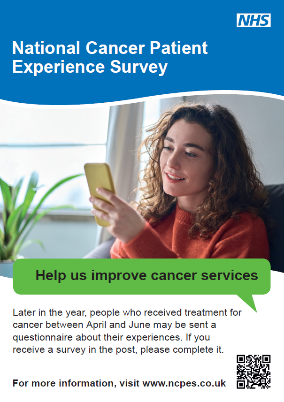 NHS
National Cancer Patient
Experience Survey
Help us improve cancer services
Later in the year, people who received treatment for
cancer between April and June may be sent a
questionnaire about their experiences. If you
receive a survey in the post, please complete it.
For more information, visit www.ncpes.co.uk